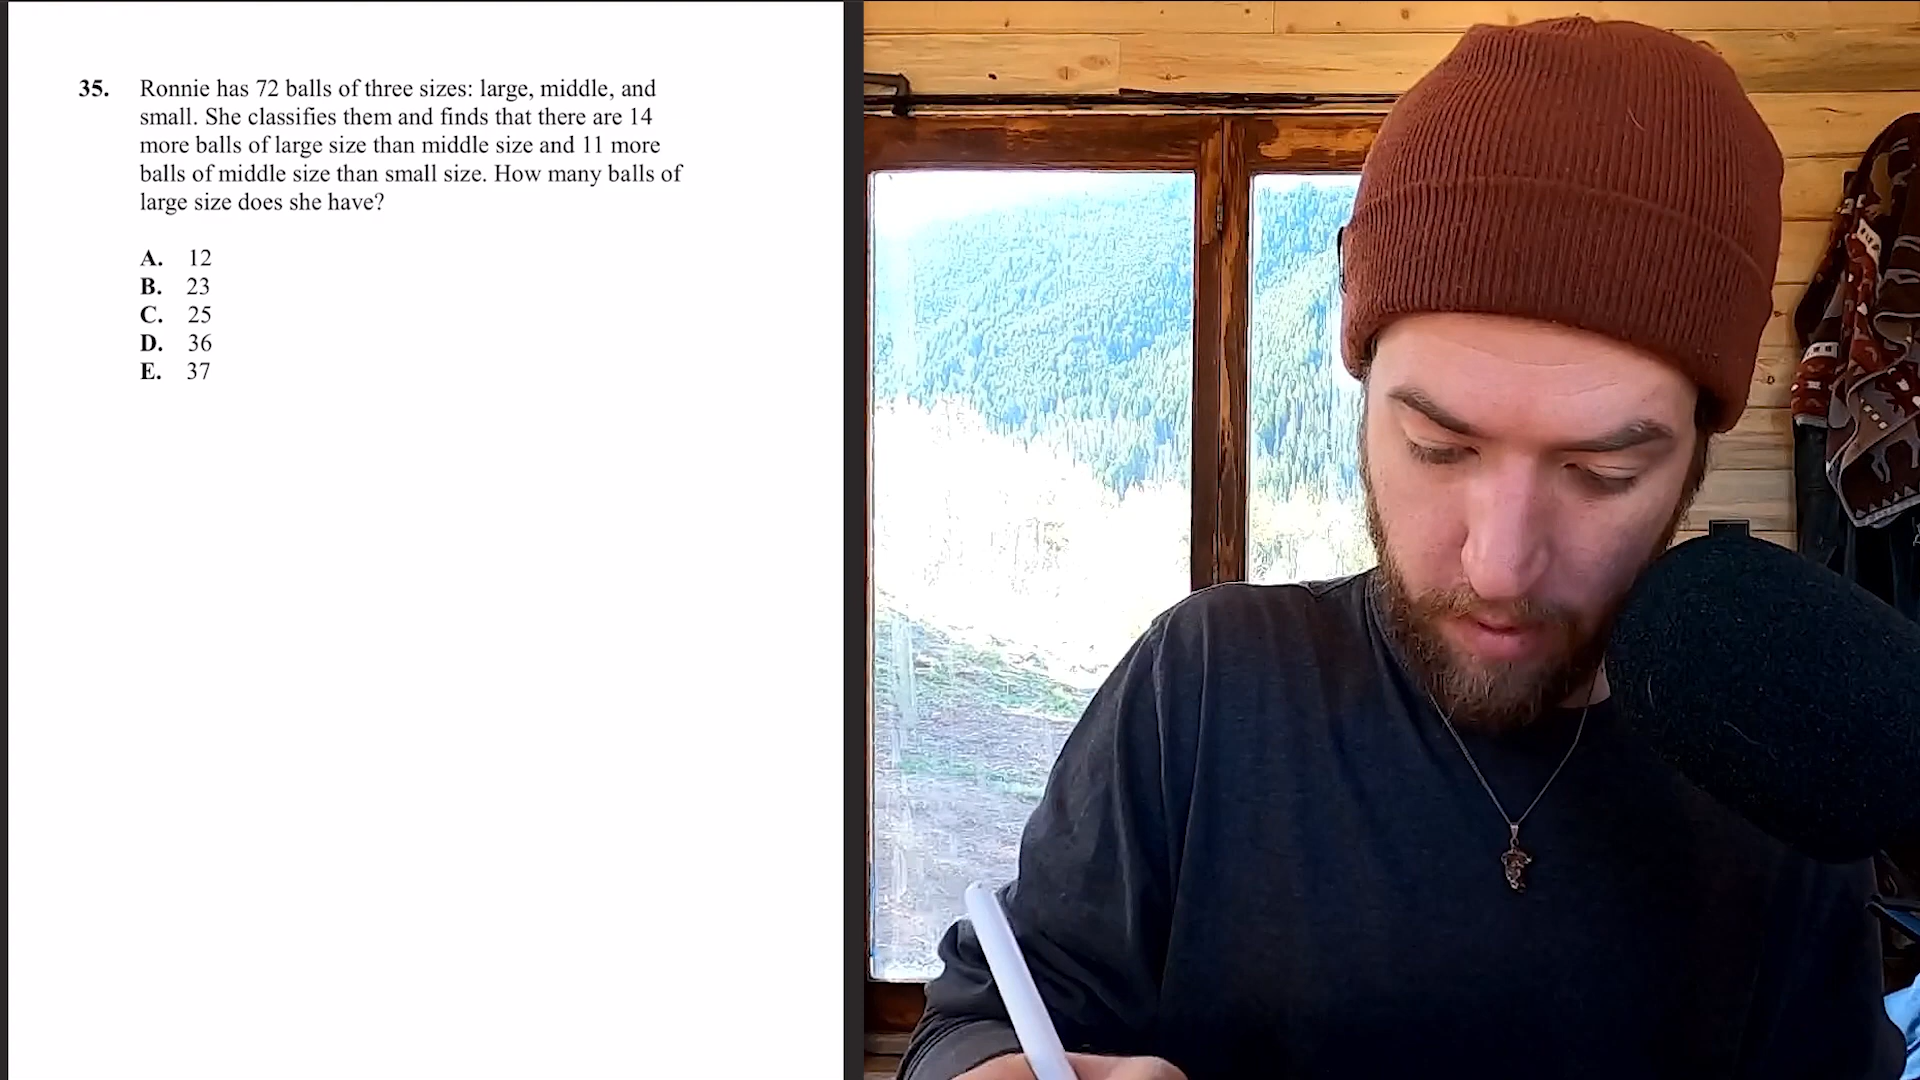 35. Ronnie has 72 balls of three sizes: large, middle, and
small. She classifies them and finds that there are 14
more balls of large size than middle size and 11 more
balls of middle size than small size. How many balls of
large size does she have?
A. 12
B. 23
C. 25
D. 36
E. 37